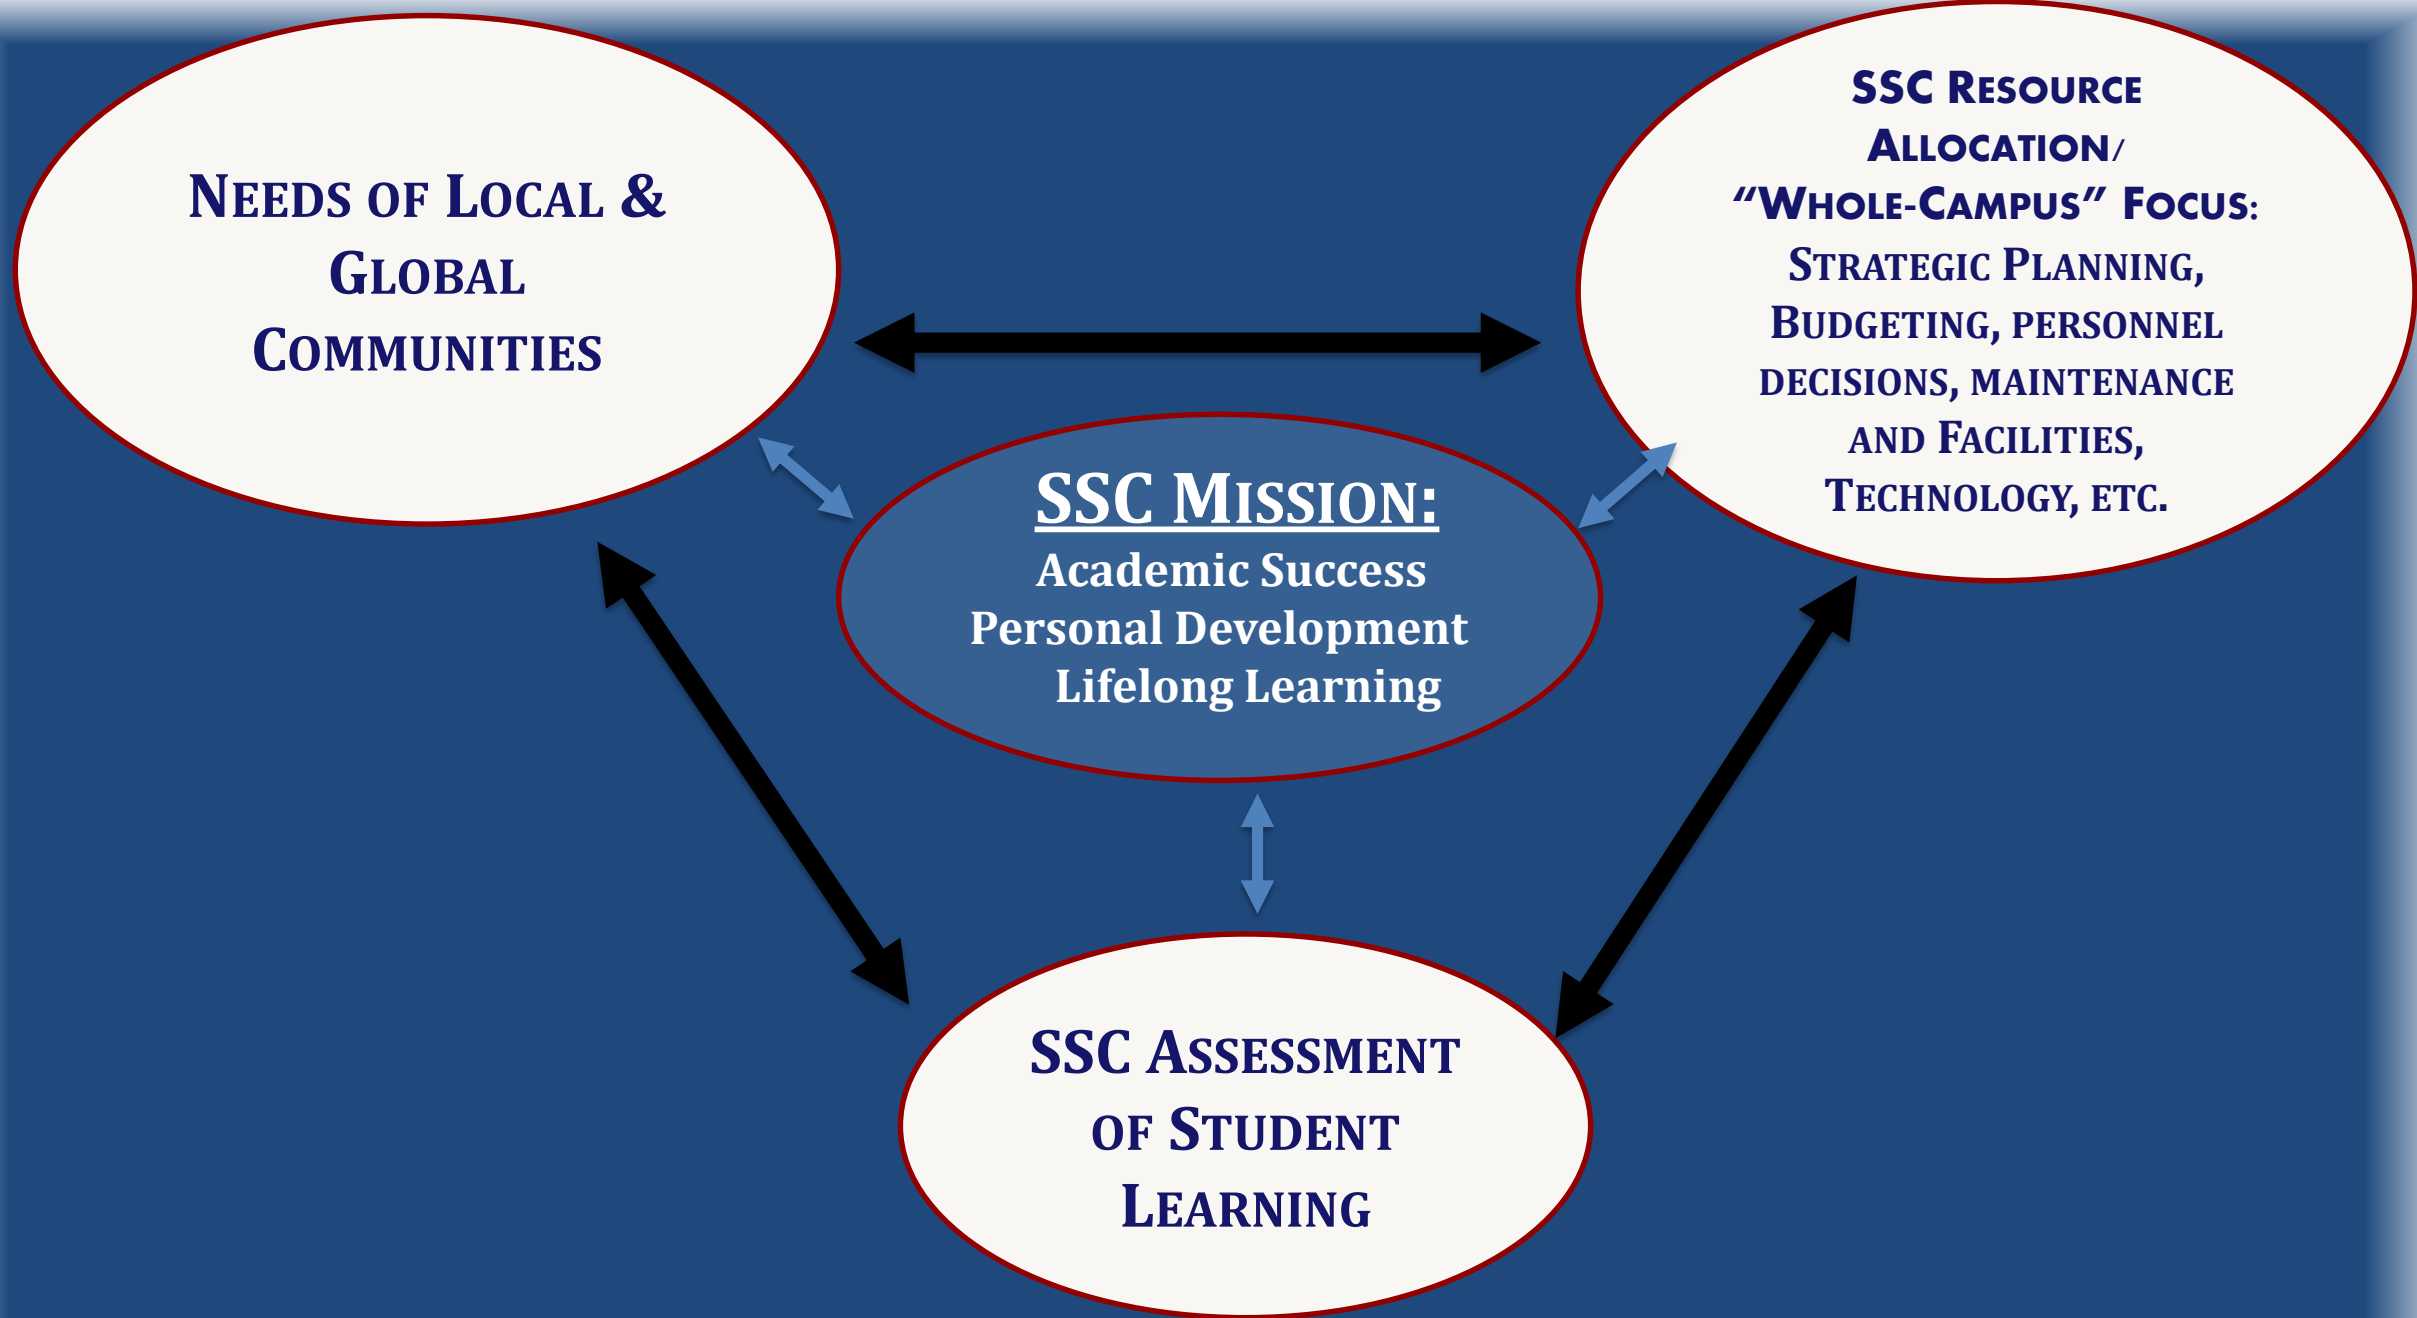 Needs of Local &
Global
Communities
SSC Resource
Allocation/
“Whole-Campus” Focus:
Strategic Planning,
Budgeting, personnel
decisions, maintenance
and Facilities,
Technology, etc.
SSC Mission:
Academic Success
Personal Development
Lifelong Learning
SSC Assessment
of Student
Learning